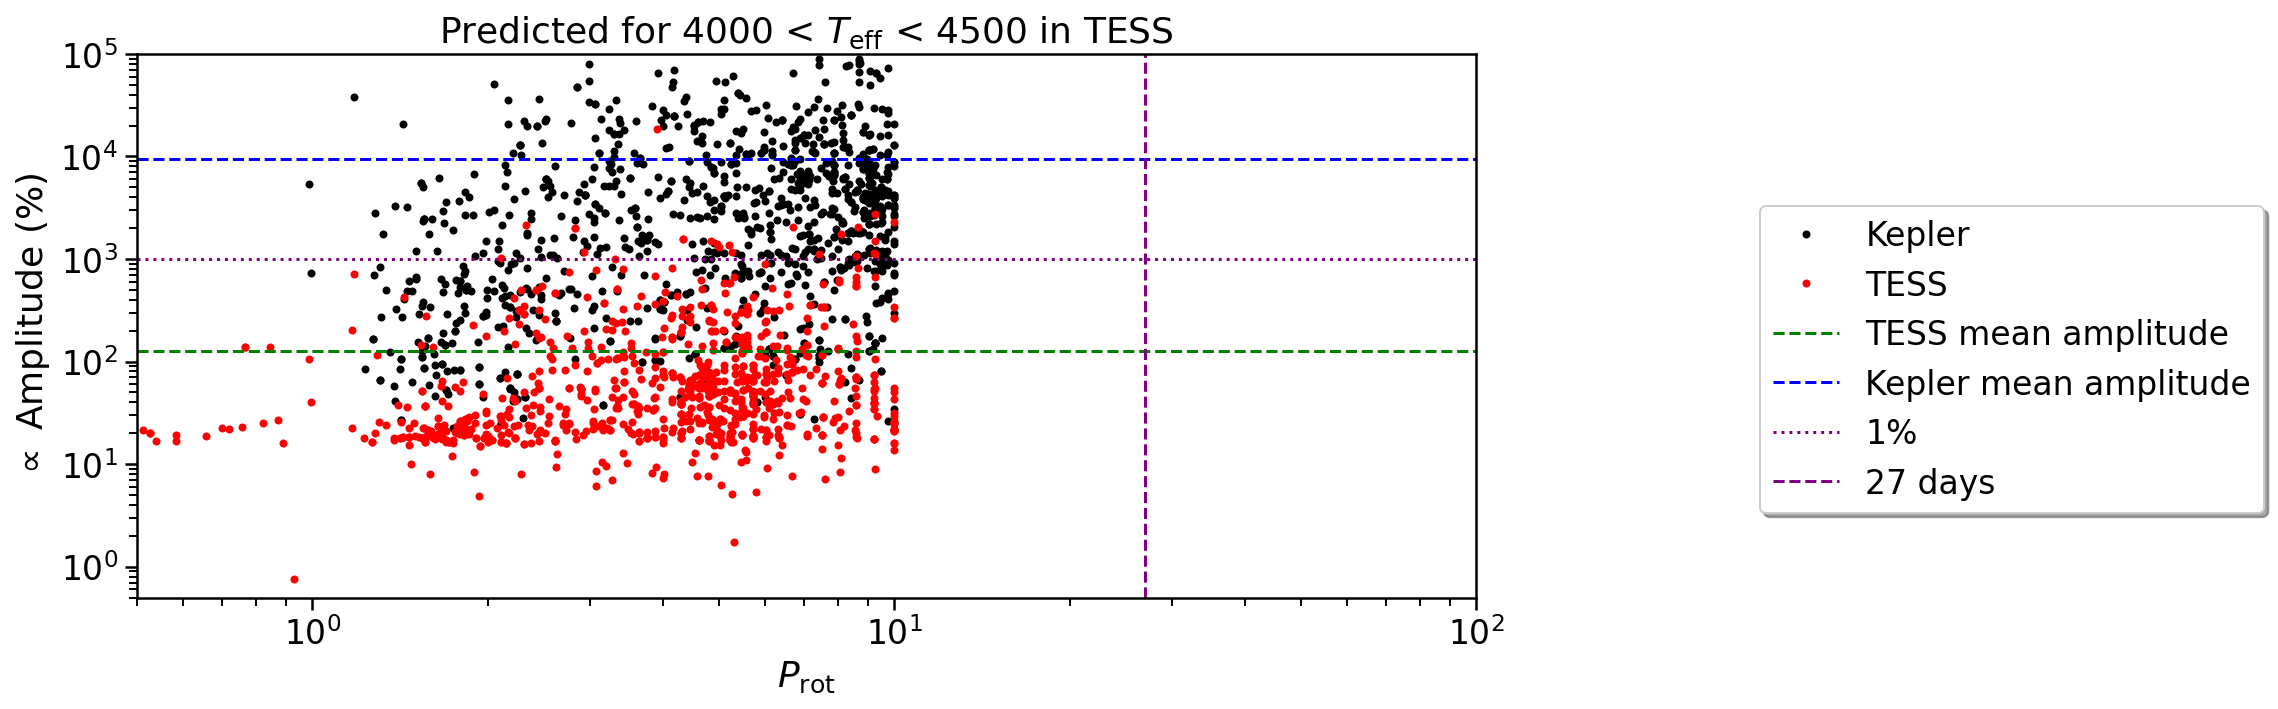 Predicted for 4000 < T_eff < 4500 in TESS
∝ Amplitude (%)
10^5
10^4
10^3
10^2
10^1
10^0
10^0 10^1 10^2
P_rot
Kepler
TESS
TESS mean amplitude
Kepler mean amplitude
1%
27 days